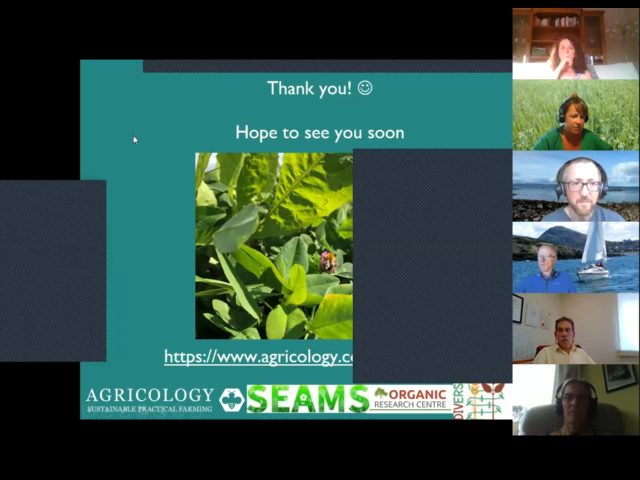 Thank you! ☺
Hope to see you soon
https://www.agricology.co
AGRICOLOGY
SUSTAINABLE PRACTICAL FARMING
SEAMS
ORGANIC
RESEARCH CENTRE
DIVERS